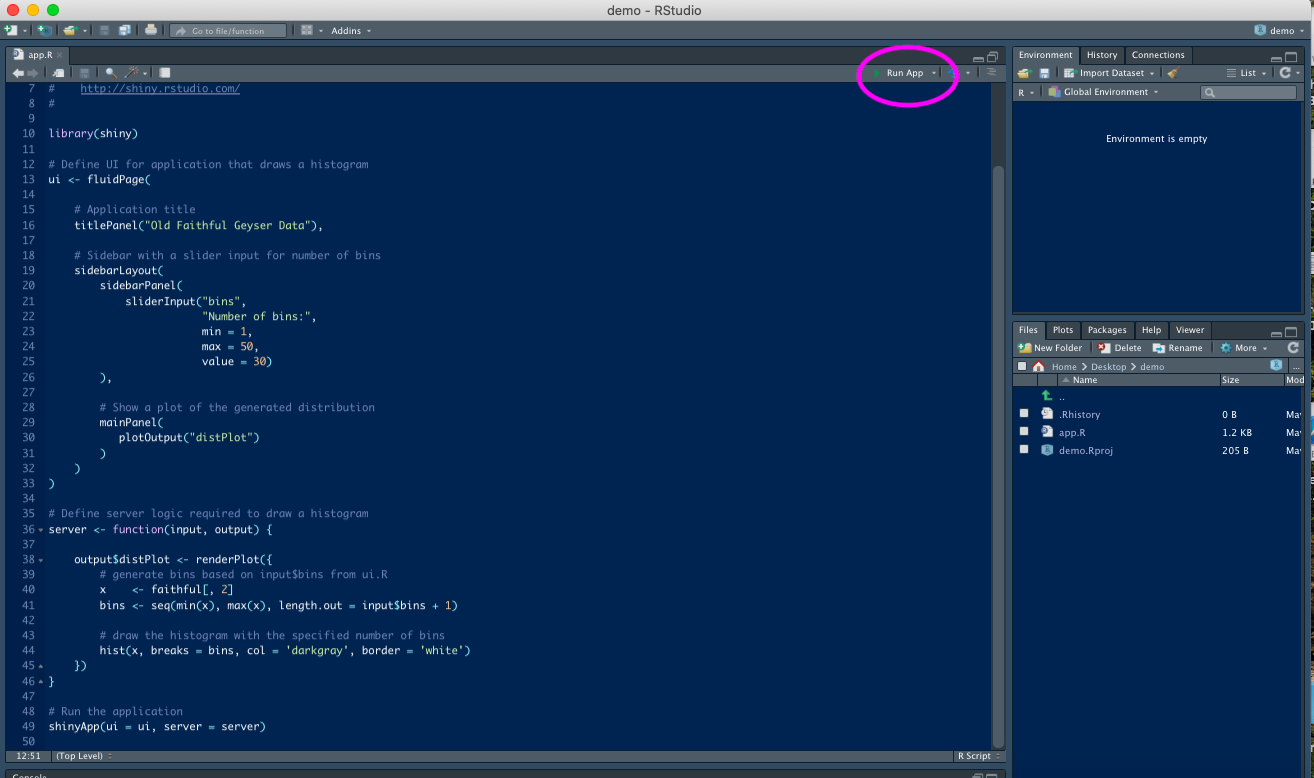 demo - RStudio
Go to file/function
Addins
demo
app.R
Run App
7 # http://shiny.rstudio.com/
8 #
9
10 library(shiny)
11
12 # Define UI for application that draws a histogram
13 ui <- fluidPage(
14
15     # Application title
16     titlePanel("Old Faithful Geyser Data"),
17
18     # Sidebar with a slider input for number of bins
19     sidebarLayout(
20         sidebarPanel(
21             sliderInput("bins",
22                         "Number of bins:",
23                         min = 1,
24                         max = 50,
25                         value = 30)
26         ),
27
28         # Show a plot of the generated distribution
29         mainPanel(
30            plotOutput("distPlot")
31         )
32     )
33 )
34
35 # Define server logic required to draw a histogram
36 server <- function(input, output) {
37
38     output$distPlot <- renderPlot({
39         # generate bins based on input$bins from ui.R
40         x    <- faithful[, 2]
41         bins <- seq(min(x), max(x), length.out = input$bins + 1)
42
43         # draw the histogram with the specified number of bins
44         hist(x, breaks = bins, col = 'darkgray', border = 'white')
45     })
46 }
47
48 # Run the application
49 shinyApp(ui = ui, server = server)
50
12:51 (Top Level) R Script
Console
Environment History Connections
Import Dataset List
R Global Environment
Environment is empty
Files Plots Packages Help Viewer
New Folder Delete Rename More
Home Desktop demo ...
Name Size Mod
..
.Rhistory 0 B Ma
app.R 1.2 KB Ma
demo.Rproj 205 B Ma